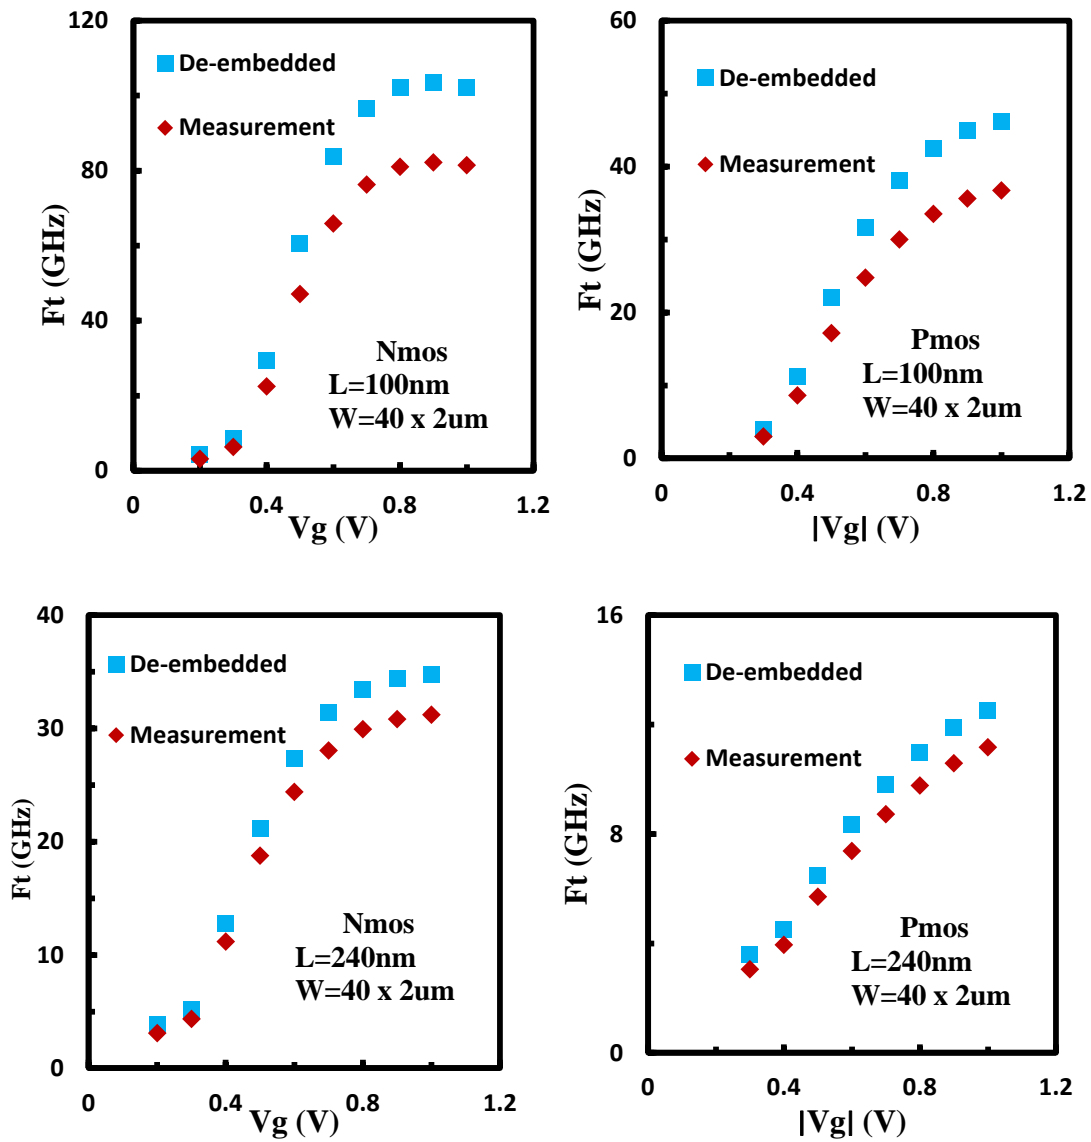 120
80
40
0
0
0.4
0.8
1.2
Ft (GHz)
Vg (V)
De-embedded
Measurement
Nmos
L=100nm
W=40 x 2um
60
40
20
0
0
0.4
0.8
1.2
Ft (GHz)
|Vg| (V)
De-embedded
Measurement
Pmos
L=100nm
W=40 x 2um
40
30
20
10
0
0
0.4
0.8
1.2
Ft (GHz)
Vg (V)
De-embedded
Measurement
Nmos
L=240nm
W=40 x 2um
16
8
0
0
0.4
0.8
1.2
Ft (GHz)
|Vg| (V)
De-embedded
Measurement
Pmos
L=240nm
W=40 x 2um